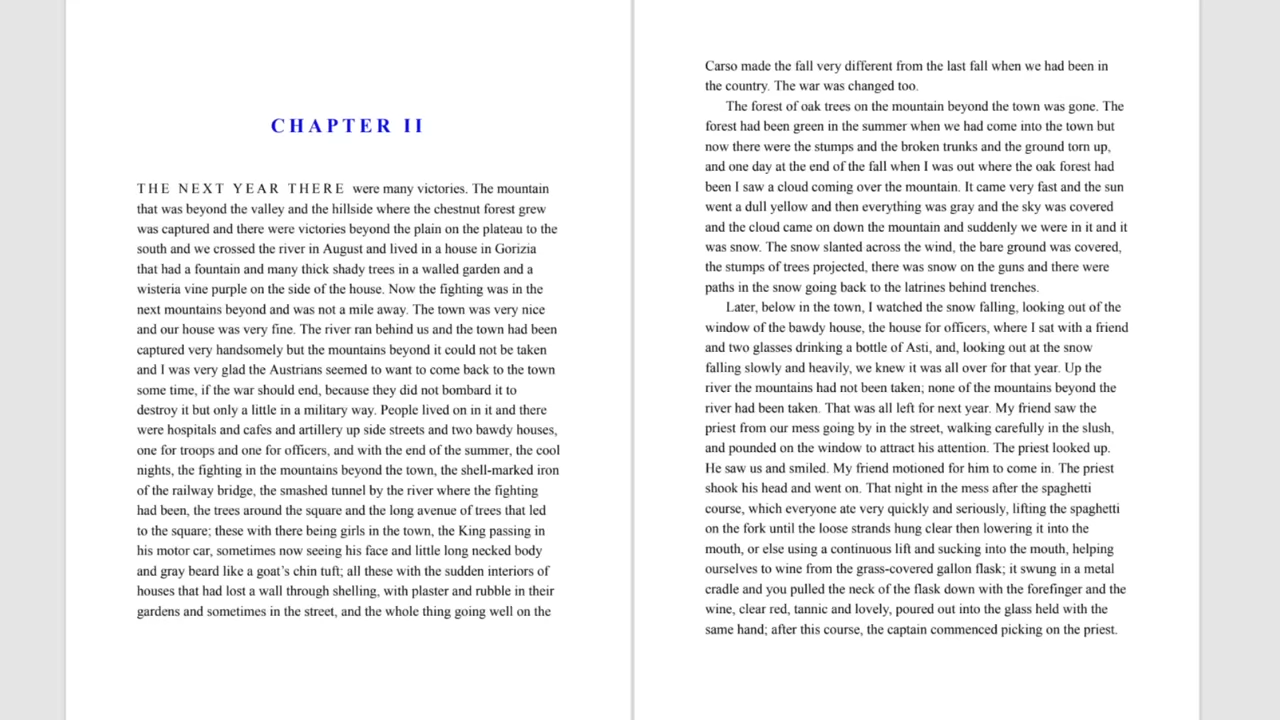 CHAPTER II
THE NEXT YEAR THERE were many victories. The mountain
that was beyond the valley and the hillside where the chestnut forest grew
was captured and there were victories beyond the plain on the plateau to the
south and we crossed the river in August and lived in a house in Gorizia
that had a fountain and many thick shady trees in a walled garden and a
wisteria vine purple on the side of the house. Now the fighting was in the
next mountains beyond and was not a mile away. The town was very nice
and our house was very fine. The river ran behind us and the town had been
captured very handsomely but the mountains beyond it could not be taken
and I was very glad the Austrians seemed to want to come back to the town
some time, if the war should end, because they did not bombard it to
destroy it but only a little in a military way. People lived on in it and there
were hospitals and cafes and artillery up side streets and two bawdy houses,
one for troops and one for officers, and with the end of the summer, the cool
nights, the fighting in the mountains beyond the town, the shell-marked iron
of the railway bridge, the smashed tunnel by the river where the fighting
had been, the trees around the square and the long avenue of trees that led
to the square; these with there being girls in the town, the King passing in
his motor car, sometimes now seeing his face and little long necked body
and gray beard like a goat’s chin tuft; all these with the sudden interiors of
houses that had lost a wall through shelling, with plaster and rubble in their
gardens and sometimes in the street, and the whole thing going well on the
Carso made the fall very different from the last fall when we had been in
the country. The war was changed too.
The forest of oak trees on the mountain beyond the town was gone. The
forest had been green in the summer when we had come into the town but
now there were the stumps and the broken trunks and the ground torn up,
and one day at the end of the fall when I was out where the oak forest had
been I saw a cloud coming over the mountain. It came very fast and the sun
went a dull yellow and then everything was gray and the sky was covered
and the cloud came on down the mountain and suddenly we were in it and it
was snow. The snow slanted across the wind, the bare ground was covered,
the stumps of trees projected, there was snow on the guns and there were
paths in the snow going back to the latrines behind trenches.
Later, below in the town, I watched the snow falling, looking out of the
window of the bawdy house, the house for officers, where I sat with a friend
and two glasses drinking a bottle of Asti, and, looking out at the snow
falling slowly and heavily, we knew it was all over for that year. Up the
river the mountains had not been taken; none of the mountains beyond the
river had been taken. That was all left for next year. My friend saw the
priest from our mess going by in the street, walking carefully in the slush,
and pounded on the window to attract his attention. The priest looked up.
He saw us and smiled. My friend motioned for him to come in. The priest
shook his head and went on. That night in the mess after the spaghetti
course, which everyone ate very quickly and seriously, lifting the spaghetti
on the fork until the loose strands hung clear then lowering it into the
mouth, or else using a continuous lift and sucking into the mouth, helping
ourselves to wine from the grass-covered gallon flask; it swung in a metal
cradle and you pulled the neck of the flask down with the forefinger and the
wine, clear red, tannic and lovely, poured out into the glass held with the
same hand; after this course, the captain commenced picking on the priest.